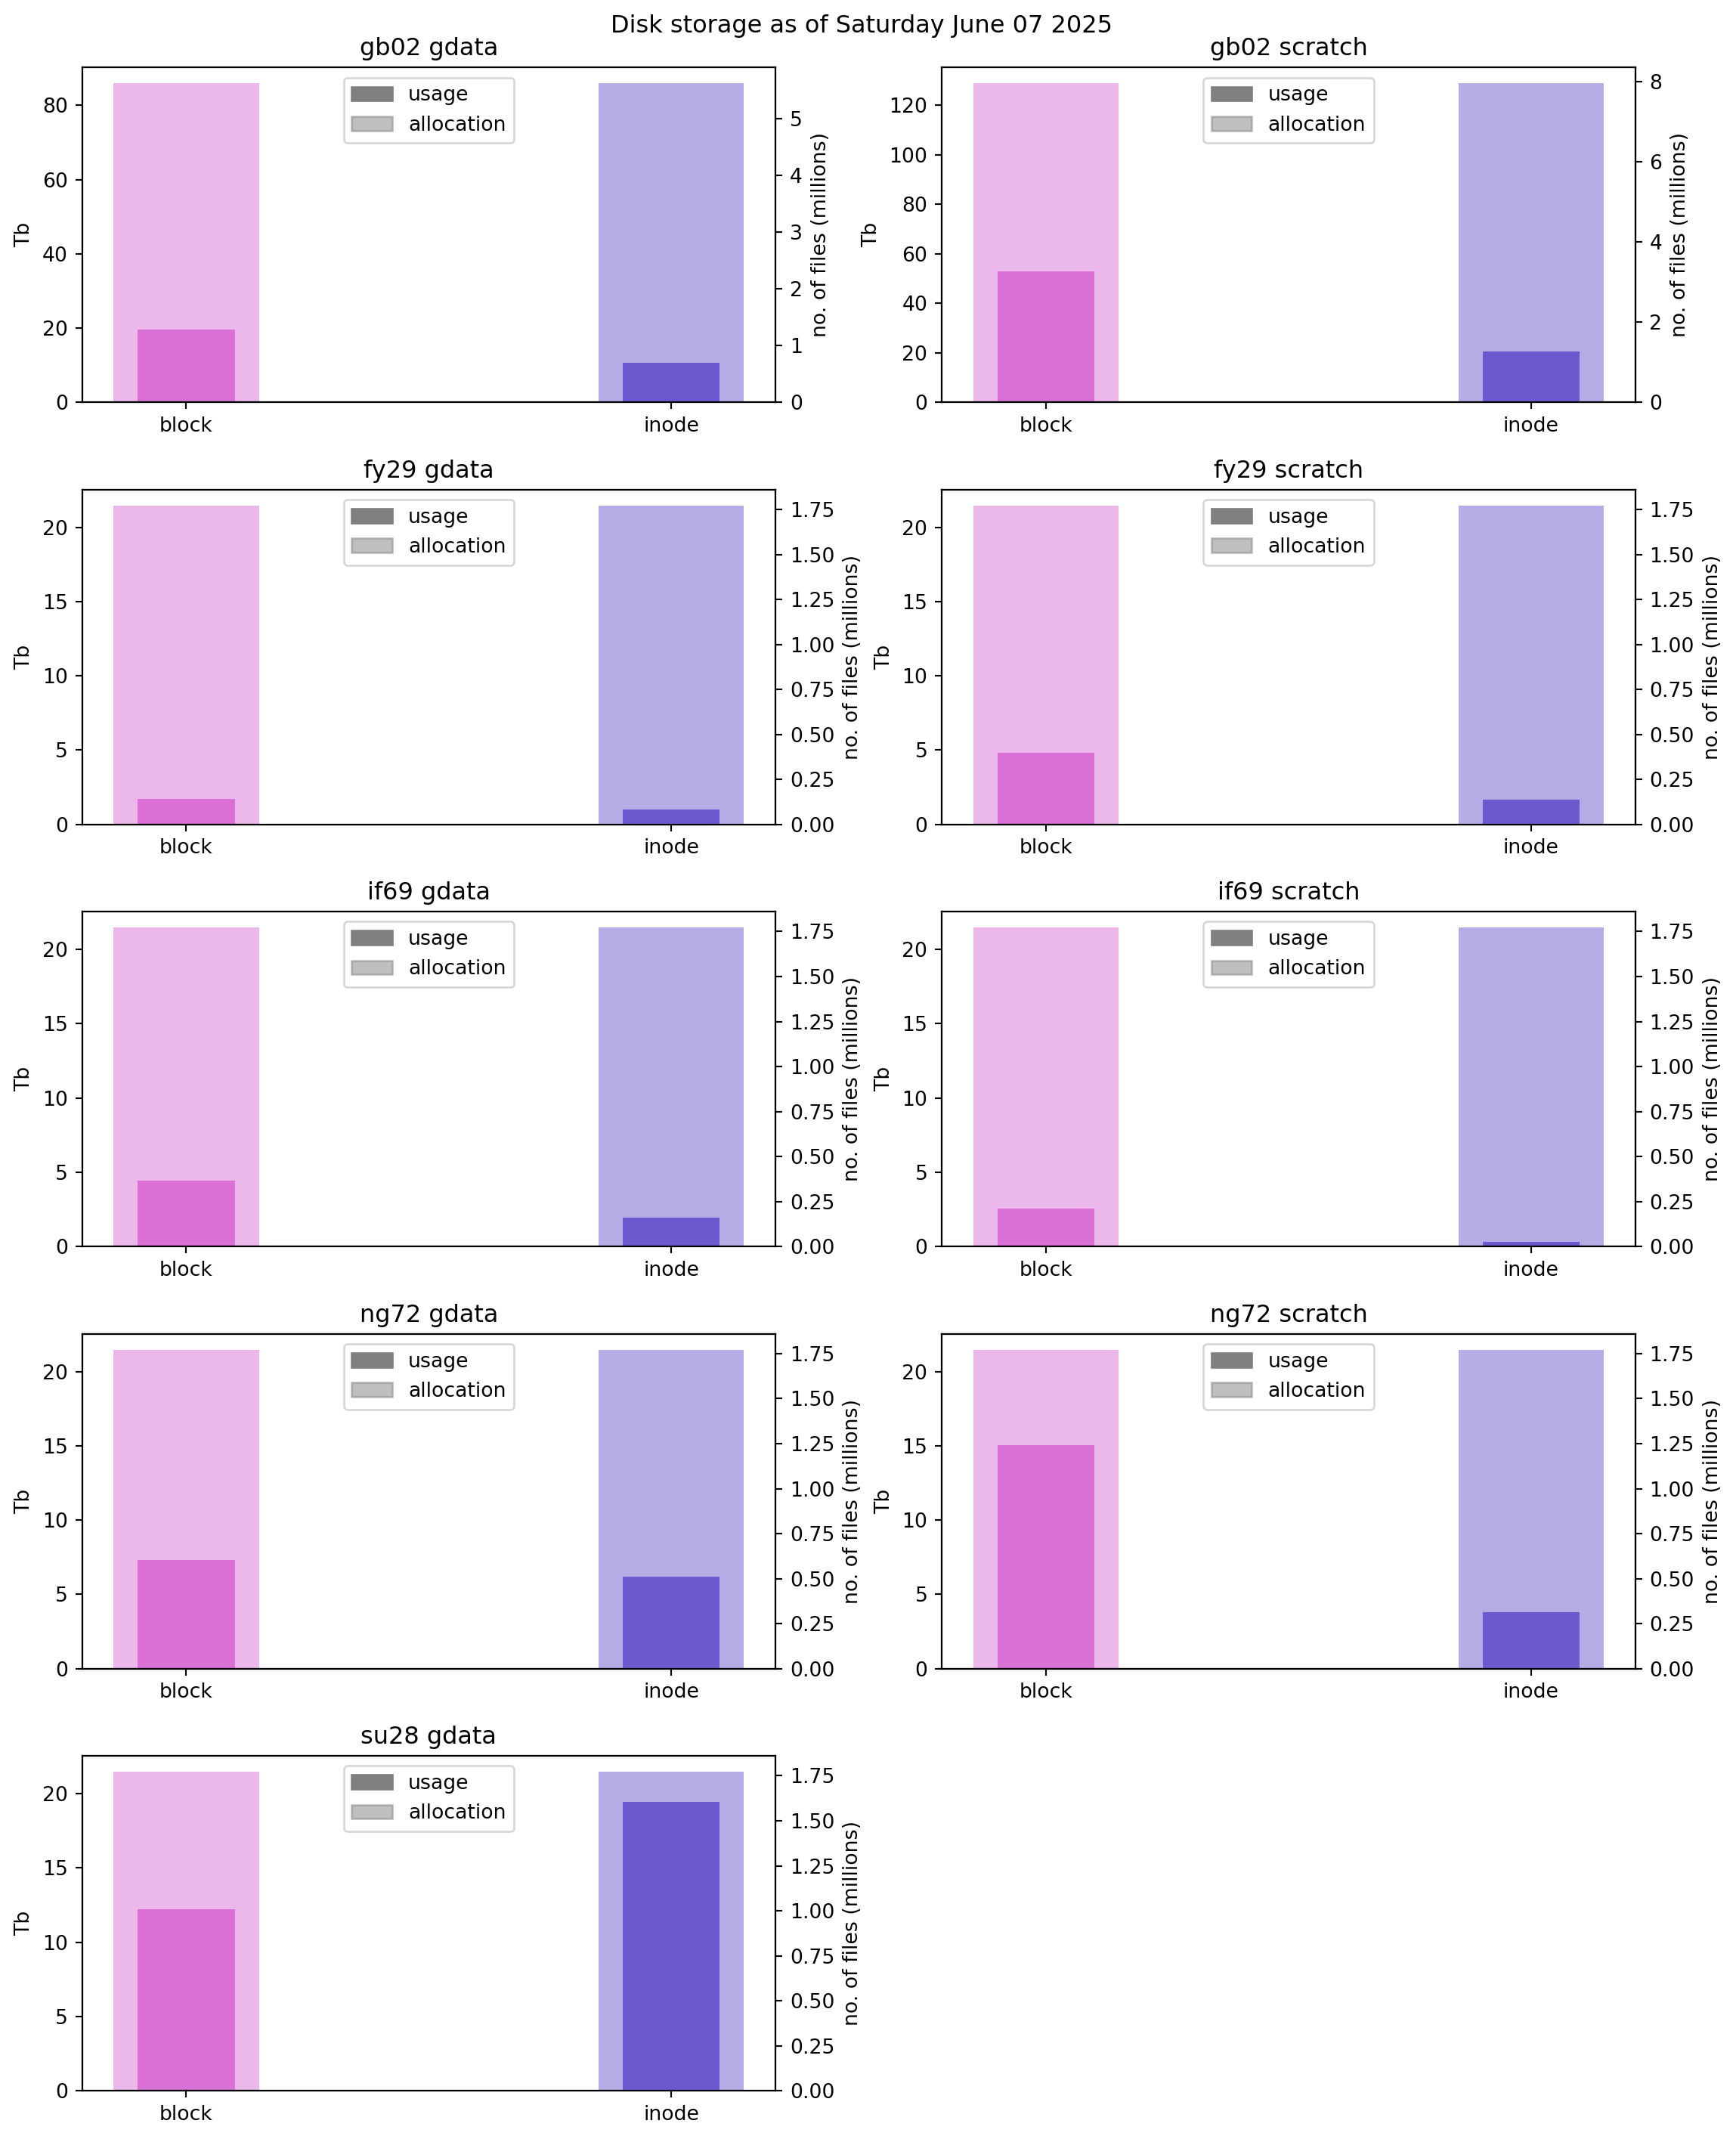 Disk storage as of Saturday June 07 2025
gb02 gdata
usage
allocation
80
60
40
20
0
Tb
5
4
3
2
1
0
no. of files (millions)
block
inode
gb02 scratch
usage
allocation
120
100
80
60
40
20
0
Tb
8
6
4
2
0
no. of files (millions)
block
inode
fy29 gdata
usage
allocation
20
15
10
5
0
Tb
1.75
1.50
1.25
1.00
0.75
0.50
0.25
0.00
no. of files (millions)
block
inode
fy29 scratch
usage
allocation
20
15
10
5
0
Tb
1.75
1.50
1.25
1.00
0.75
0.50
0.25
0.00
no. of files (millions)
block
inode
if69 gdata
usage
allocation
20
15
10
5
0
Tb
1.75
1.50
1.25
1.00
0.75
0.50
0.25
0.00
no. of files (millions)
block
inode
if69 scratch
usage
allocation
20
15
10
5
0
Tb
1.75
1.50
1.25
1.00
0.75
0.50
0.25
0.00
no. of files (millions)
block
inode
ng72 gdata
usage
allocation
20
15
10
5
0
Tb
1.75
1.50
1.25
1.00
0.75
0.50
0.25
0.00
no. of files (millions)
block
inode
ng72 scratch
usage
allocation
20
15
10
5
0
Tb
1.75
1.50
1.25
1.00
0.75
0.50
0.25
0.00
no. of files (millions)
block
inode
su28 gdata
usage
allocation
20
15
10
5
0
Tb
1.75
1.50
1.25
1.00
0.75
0.50
0.25
0.00
no. of files (millions)
block
inode